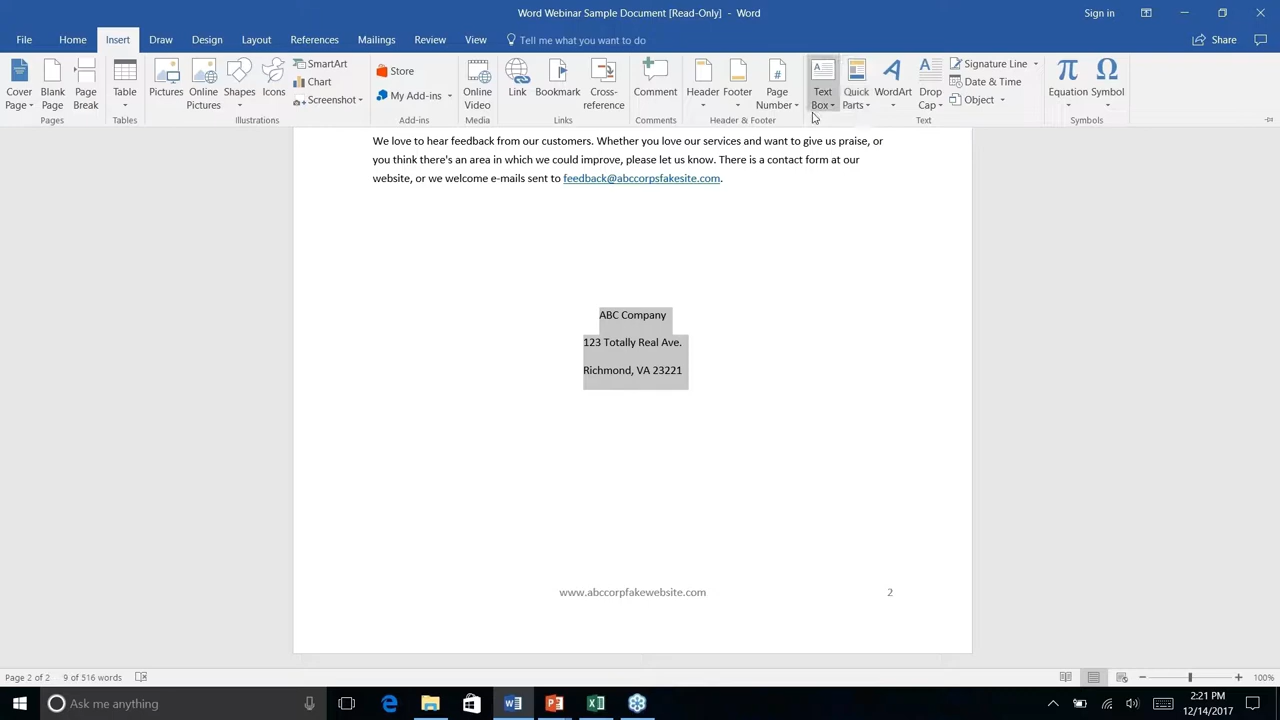 Word Webinar Sample Document [Read-Only] - Word
Sign in
File Home Insert Draw Design Layout References Mailings Review View Tell me what you want to do Share
Cover Page
Blank Page
Page Break
Pages
Table
Tables
Pictures
Online Pictures
Shapes
Icons
SmartArt
Chart
Screenshot
Illustrations
Store
My Add-ins
Add-ins
Online Video
Media
Link
Bookmark
Cross-reference
Links
Comment
Comments
Header
Footer
Page Number
Header & Footer
Text Box
Quick Parts
WordArt
Drop Cap
Signature Line
Date & Time
Object
Text
Equation
Symbol
Symbols
We love to hear feedback from our customers. Whether you love our services and want to give us praise, or
you think there's an area in which we could improve, please let us know. There is a contact form at our
website, or we welcome e-mails sent to feedback@abccorpsfakesite.com.
ABC Company
123 Totally Real Ave.
Richmond, VA 23221
www.abccorpfakewebsite.com 2
Page 2 of 2 9 of 516 words 100%
Ask me anything
2:21 PM
12/14/2017